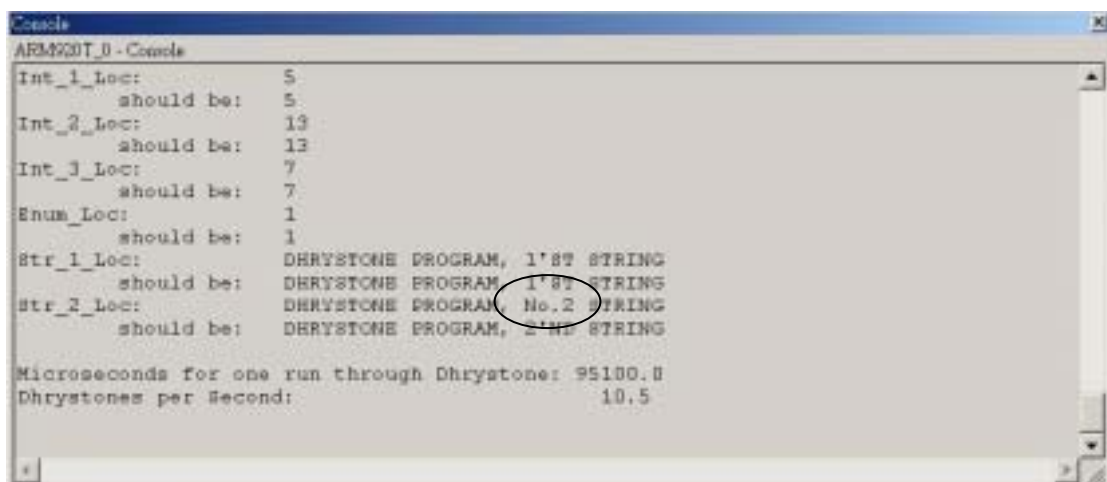 Console
ARM920T_0 - Console
Int_1_Loc: 5
should be: 5
Int_2_Loc: 13
should be: 13
Int_3_Loc: 7
should be: 7
Enum_Loc: 1
should be: 1
Str_1_Loc: DHRYSTONE PROGRAM, 1'ST STRING
should be: DHRYSTONE PROGRAM, 1'ST STRING
Str_2_Loc: DHRYSTONE PROGRAM, No.2 STRING
should be: DHRYSTONE PROGRAM, 2'ND STRING
Microseconds for one run through Dhrystone: 95100.0
Dhrystones per Second: 10.5